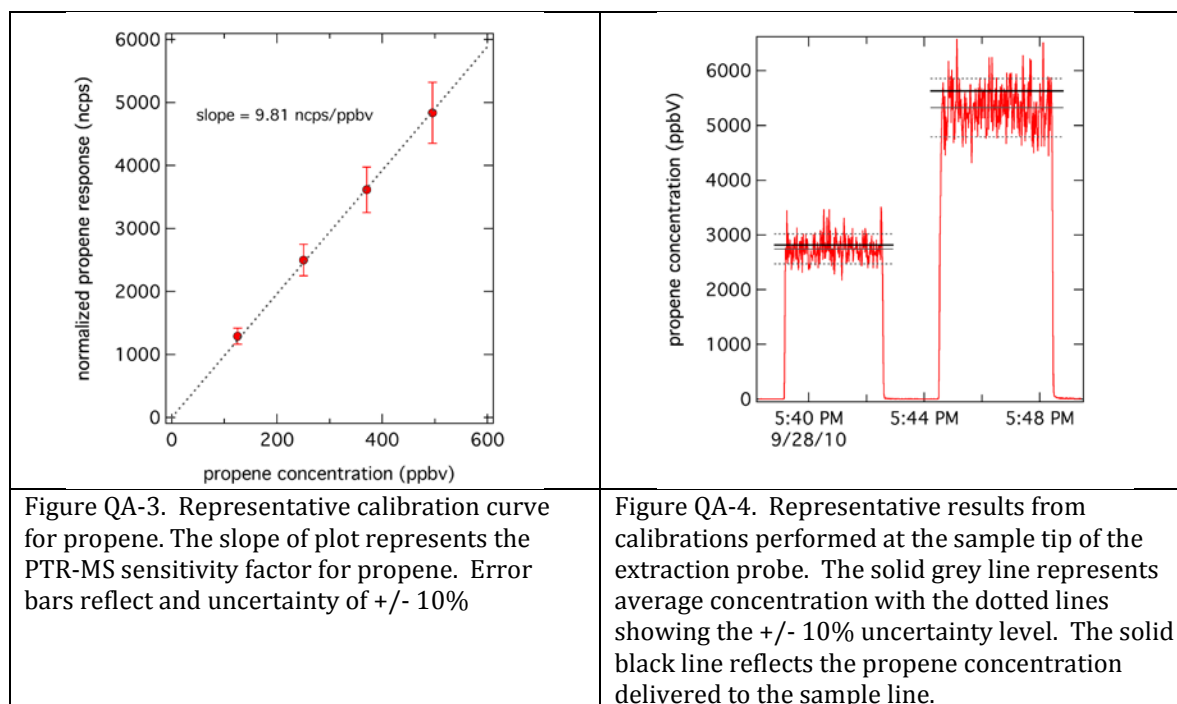 6000
5000
4000
3000
2000
1000
0
normalized propene response (ncps)
slope = 9.81 ncps/ppbv
0
200
400
600
propene concentration (ppbv)
6000
5000
4000
3000
2000
1000
0
propene concentration (ppbV)
5:40 PM
5:44 PM
5:48 PM
9/28/10
Figure QA-3. Representative calibration curve
for propene. The slope of plot represents the
PTR-MS sensitivity factor for propene. Error
bars reflect and uncertainty of +/- 10%
Figure QA-4. Representative results from
calibrations performed at the sample tip of the
extraction probe. The solid grey line represents
average concentration with the dotted lines
showing the +/- 10% uncertainty level. The solid
black line reflects the propene concentration
delivered to the sample line.